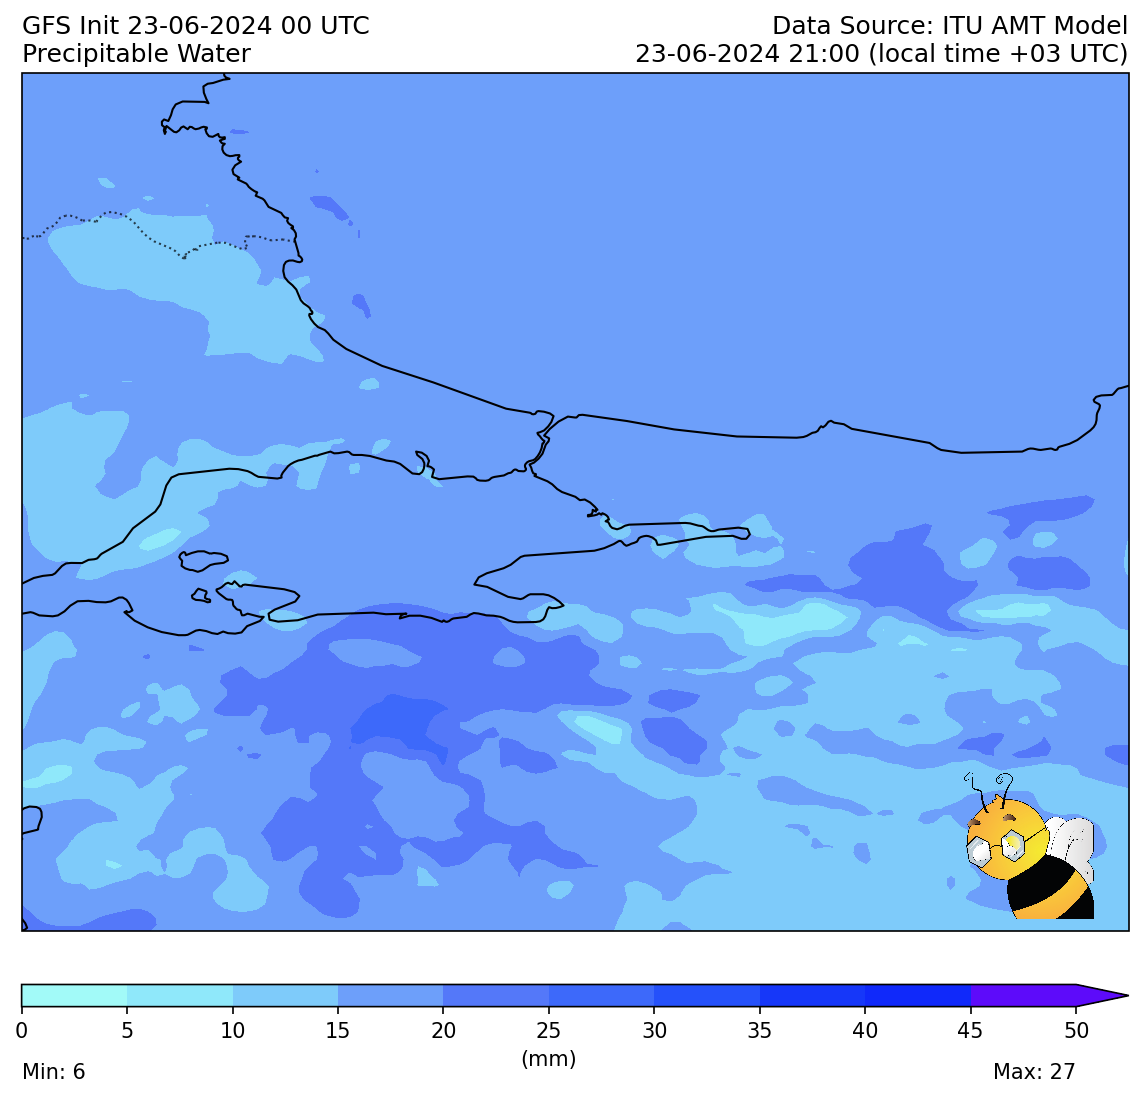 GFS Init 23-06-2024 00 UTC
Data Source: ITU AMT Model
Precipitable Water
23-06-2024 21:00 (local time +03 UTC)
0 5 10 15 20 25 30 35 40 45 50
(mm)
Min: 6
Max: 27